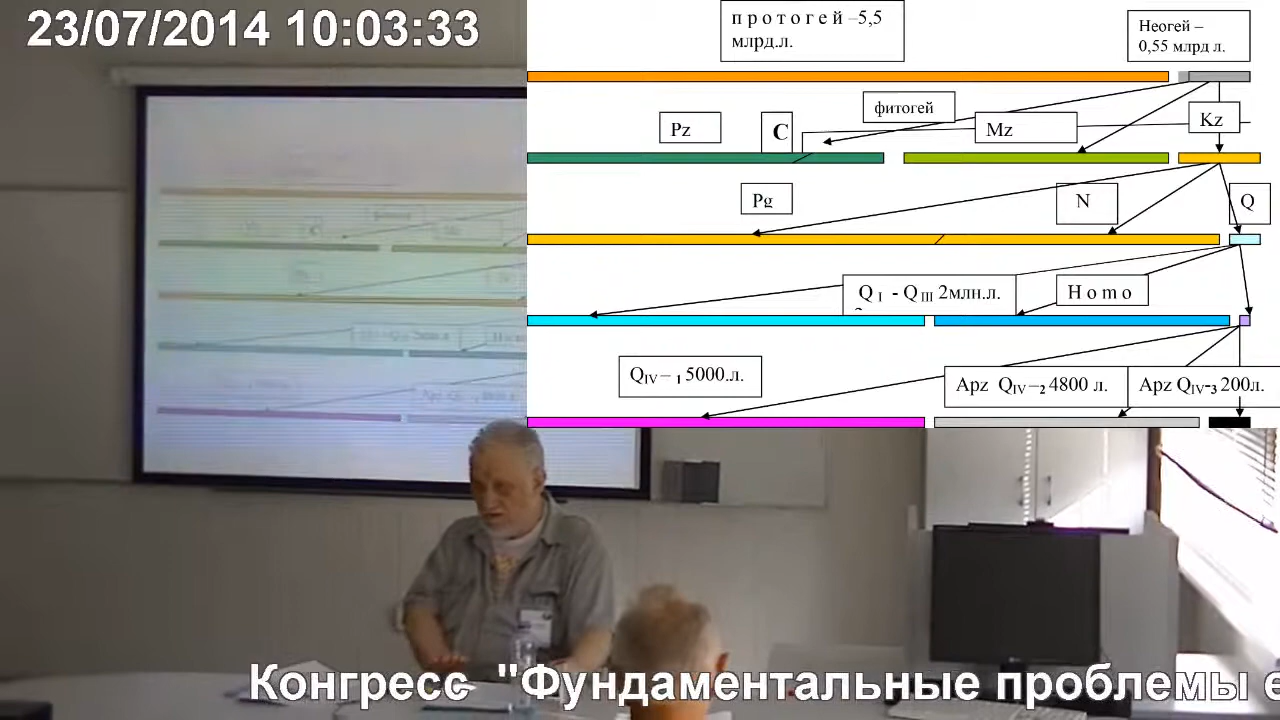 23/07/2014 10:03:33
п р о т о г е й –5,5
млрд.л.
Неогей –
0,55 млрд л.
фитогей
Pz
C
Mz
Kz
Pg
N
Q
Q I - Q III 2млн.л.
H o m o
QIV – 1 5000.л.
Apz QIV –2 4800 л.
Apz QIV-3 200л.
Конгресс "Фундаментальные проблемы е